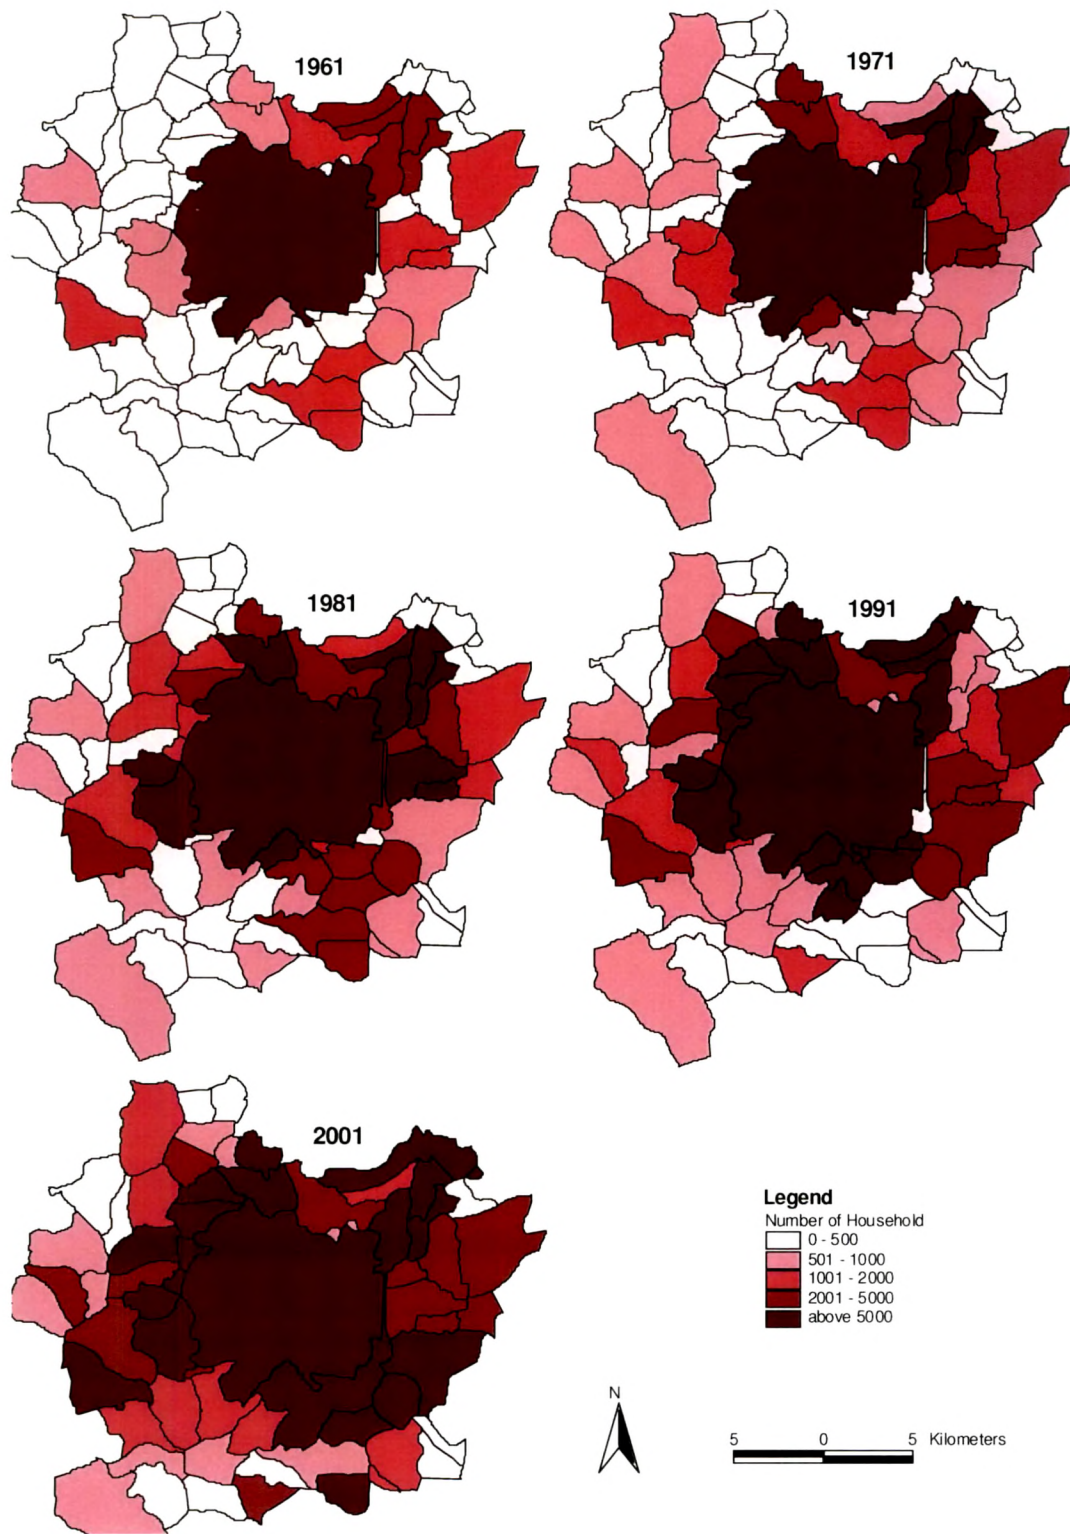 1961
1971
1981
1991
2001
Legend
Number of Household
0 - 500
501 - 1000
1001 - 2000
2001 - 5000
above 5000
N
5 0 5 Kilometers